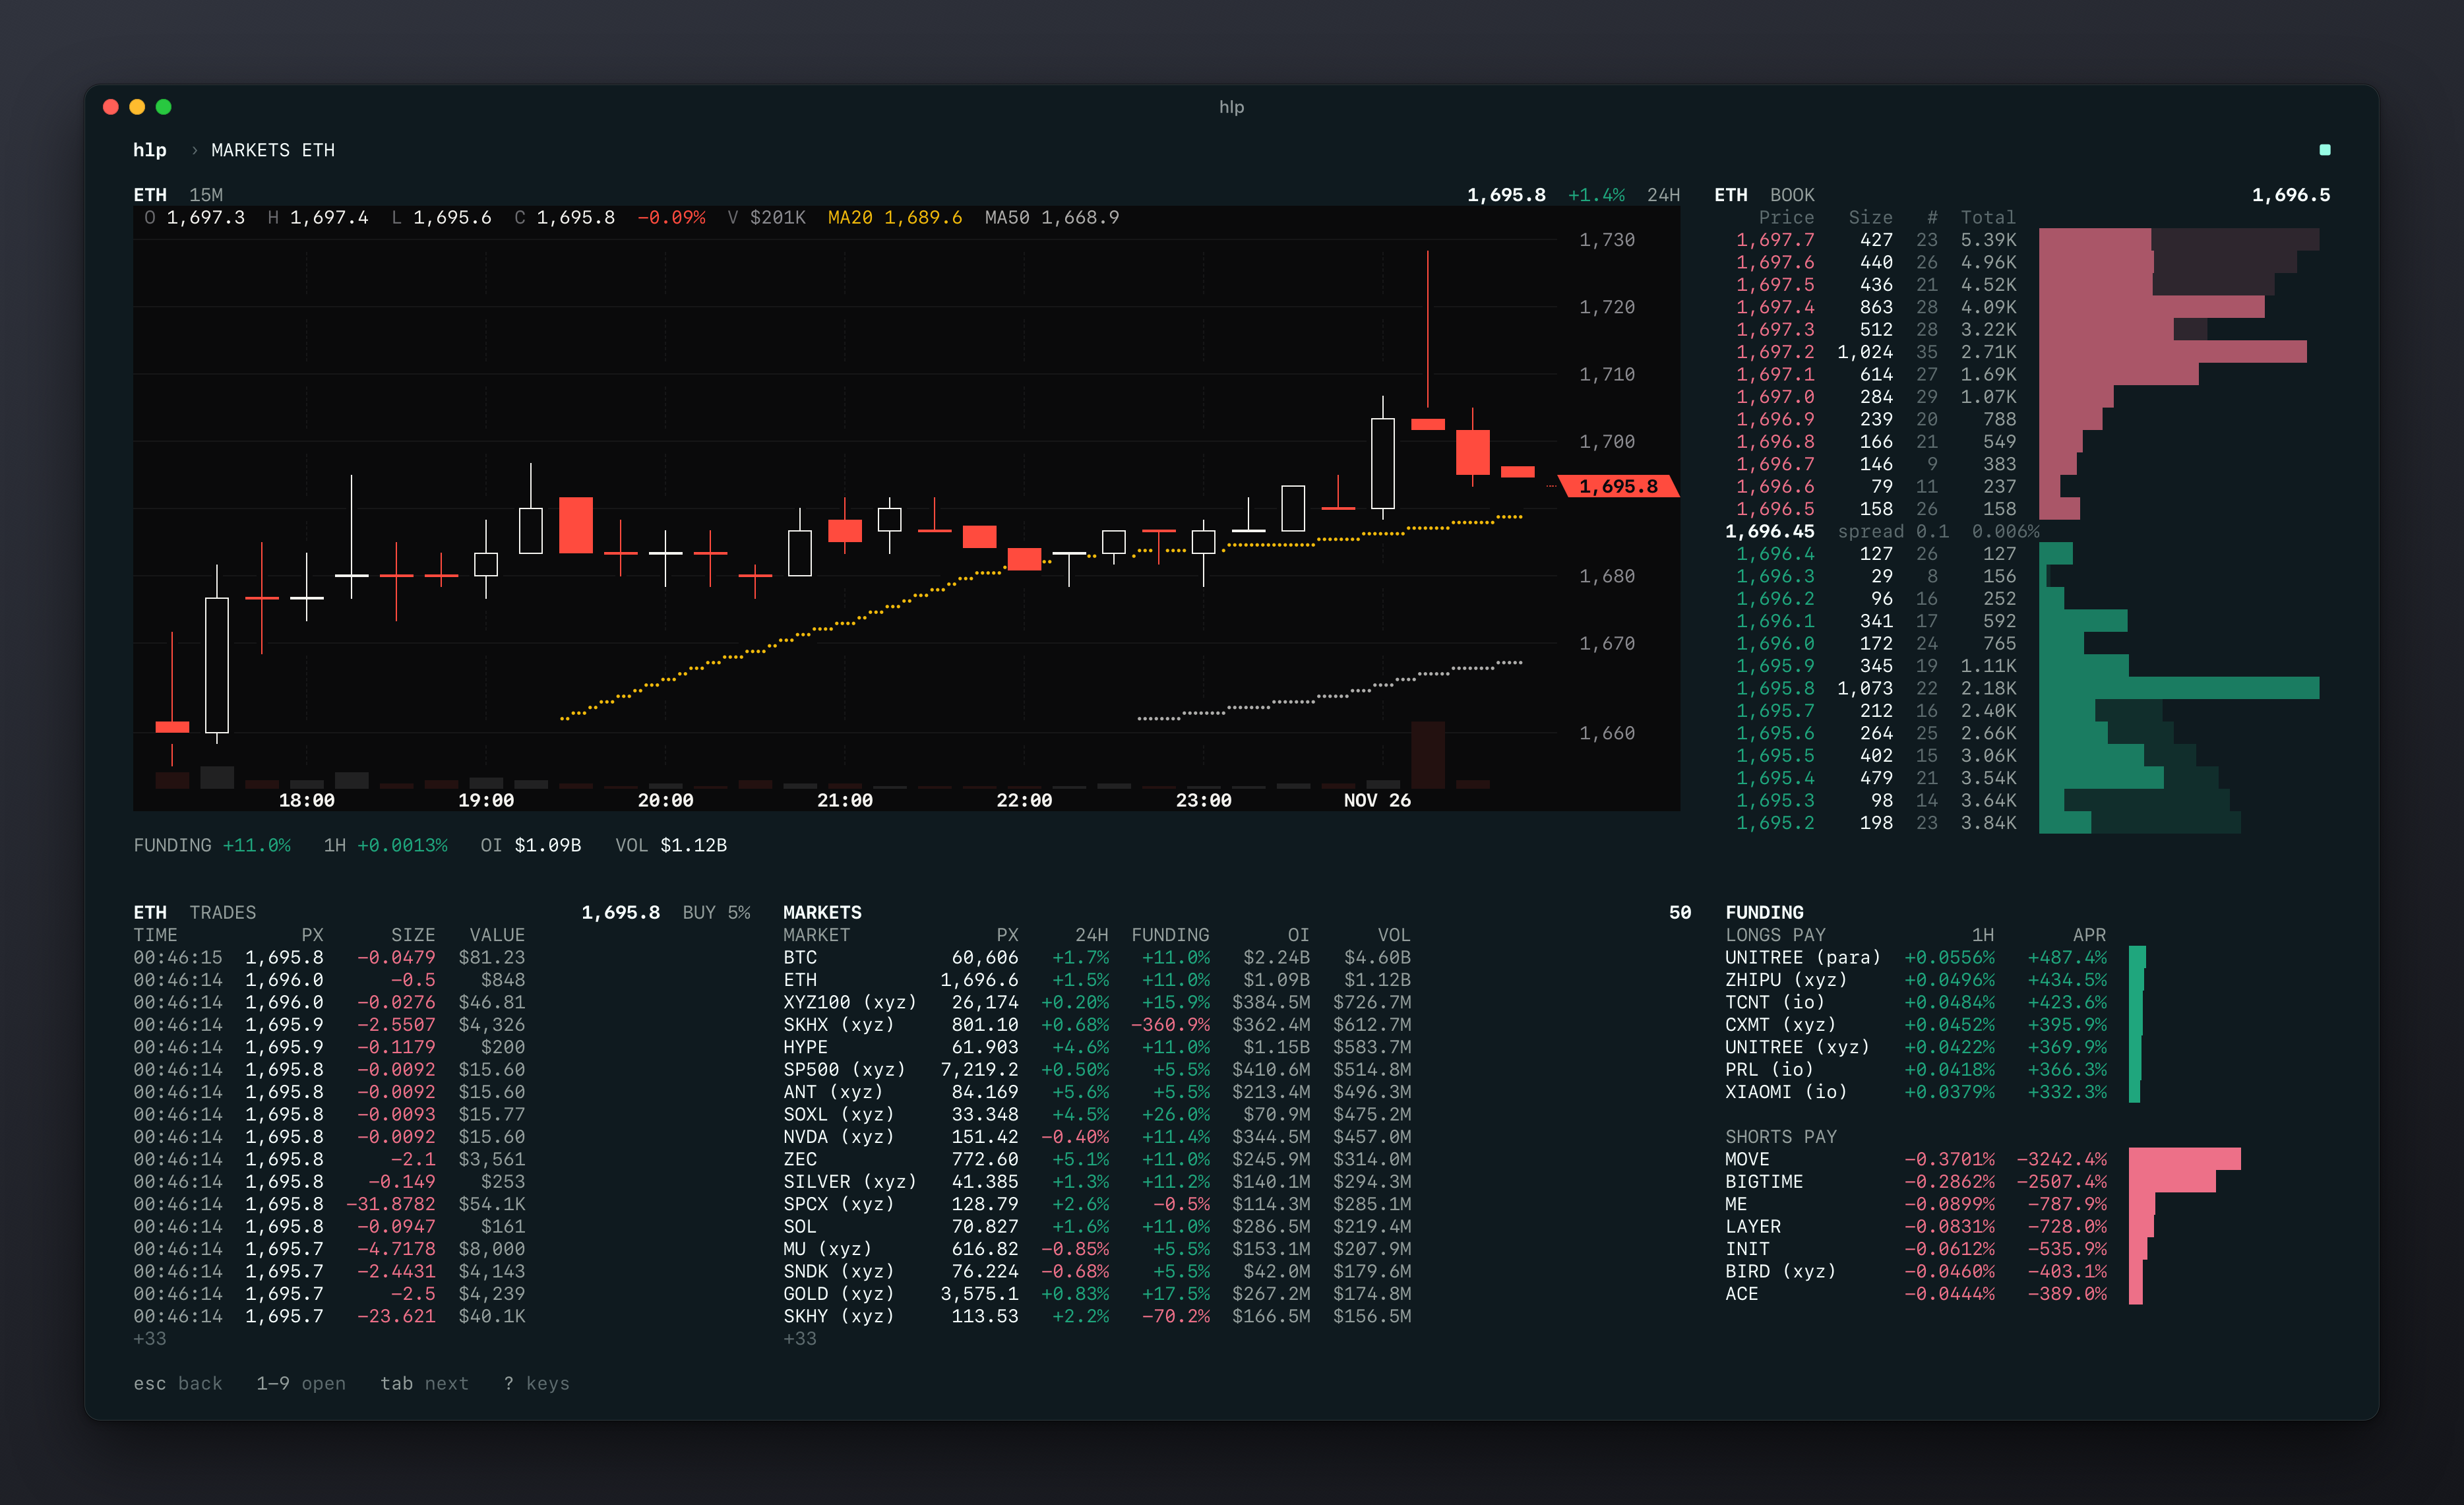 hlp
hlp › MARKETS ETH
ETH 15M 1,695.8 +1.4% 24H
O 1,697.3 H 1,697.4 L 1,695.6 C 1,695.8 −0.09% V $201K MA20 1,689.6 MA50 1,668.9
1,730
1,720
1,710
1,700
1,695.8
1,680
1,670
1,660
18:00 19:00 20:00 21:00 22:00 23:00 NOV 26
FUNDING +11.0% 1H +0.0013% OI $1.09B VOL $1.12B
ETH BOOK 1,696.5
Price Size # Total
1,697.7 427 23 5.39K
1,697.6 440 26 4.96K
1,697.5 436 21 4.52K
1,697.4 863 28 4.09K
1,697.3 512 28 3.22K
1,697.2 1,024 35 2.71K
1,697.1 614 27 1.69K
1,697.0 284 29 1.07K
1,696.9 239 20 788
1,696.8 166 21 549
1,696.7 146 9 383
1,696.6 79 11 237
1,696.5 158 26 158
1,696.45 spread 0.1 0.006%
1,696.4 127 26 127
1,696.3 29 8 156
1,696.2 96 16 252
1,696.1 341 17 592
1,696.0 172 24 765
1,695.9 345 19 1.11K
1,695.8 1,073 22 2.18K
1,695.7 212 16 2.40K
1,695.6 264 25 2.66K
1,695.5 402 15 3.06K
1,695.4 479 21 3.54K
1,695.3 98 14 3.64K
1,695.2 198 23 3.84K
ETH TRADES 1,695.8 BUY 5%
TIME PX SIZE VALUE
00:46:15 1,695.8 −0.0479 $81.23
00:46:14 1,696.0 −0.5 $848
00:46:14 1,696.0 −0.0276 $46.81
00:46:14 1,695.9 −2.5507 $4,326
00:46:14 1,695.9 −0.1179 $200
00:46:14 1,695.8 −0.0092 $15.60
00:46:14 1,695.8 −0.0092 $15.60
00:46:14 1,695.8 −0.0093 $15.77
00:46:14 1,695.8 −0.0092 $15.60
00:46:14 1,695.8 −2.1 $3,561
00:46:14 1,695.8 −0.149 $253
00:46:14 1,695.8 −31.8782 $54.1K
00:46:14 1,695.8 −0.0947 $161
00:46:14 1,695.7 −4.7178 $8,000
00:46:14 1,695.7 −2.4431 $4,143
00:46:14 1,695.7 −2.5 $4,239
00:46:14 1,695.7 −23.621 $40.1K
+33
MARKETS 50
MARKET PX 24H FUNDING OI VOL
BTC 60,606 +1.7% +11.0% $2.24B $4.60B
ETH 1,696.6 +1.5% +11.0% $1.09B $1.12B
XYZ100 (xyz) 26,174 +0.20% +15.9% $384.5M $726.7M
SKHX (xyz) 801.10 +0.68% −360.9% $362.4M $612.7M
HYPE 61.903 +4.6% +11.0% $1.15B $583.7M
SP500 (xyz) 7,219.2 +0.50% +5.5% $410.6M $514.8M
ANT (xyz) 84.169 +5.6% +5.5% $213.4M $496.3M
SOXL (xyz) 33.348 +4.5% +26.0% $70.9M $475.2M
NVDA (xyz) 151.42 −0.40% +11.4% $344.5M $457.0M
ZEC 772.60 +5.1% +11.0% $245.9M $314.0M
SILVER (xyz) 41.385 +1.3% +11.2% $140.1M $294.3M
SPCX (xyz) 128.79 +2.6% −0.5% $114.3M $285.1M
SOL 70.827 +1.6% +11.0% $286.5M $219.4M
MU (xyz) 616.82 −0.85% +5.5% $153.1M $207.9M
SNDK (xyz) 76.224 −0.68% +5.5% $42.0M $179.6M
GOLD (xyz) 3,575.1 +0.83% +17.5% $267.2M $174.8M
SKHY (xyz) 113.53 +2.2% −70.2% $166.5M $156.5M
+33
FUNDING
LONGS PAY 1H APR
UNITREE (para) +0.0556% +487.4%
ZHIPU (xyz) +0.0496% +434.5%
TCNT (io) +0.0484% +423.6%
CXMT (xyz) +0.0452% +395.9%
UNITREE (xyz) +0.0422% +369.9%
PRL (io) +0.0418% +366.3%
XIAOMI (io) +0.0379% +332.3%
SHORTS PAY
MOVE −0.3701% −3242.4%
BIGTIME −0.2862% −2507.4%
ME −0.0899% −787.9%
LAYER −0.0831% −728.0%
INIT −0.0612% −535.9%
BIRD (xyz) −0.0460% −403.1%
ACE −0.0444% −389.0%
esc back 1−9 open tab next ? keys